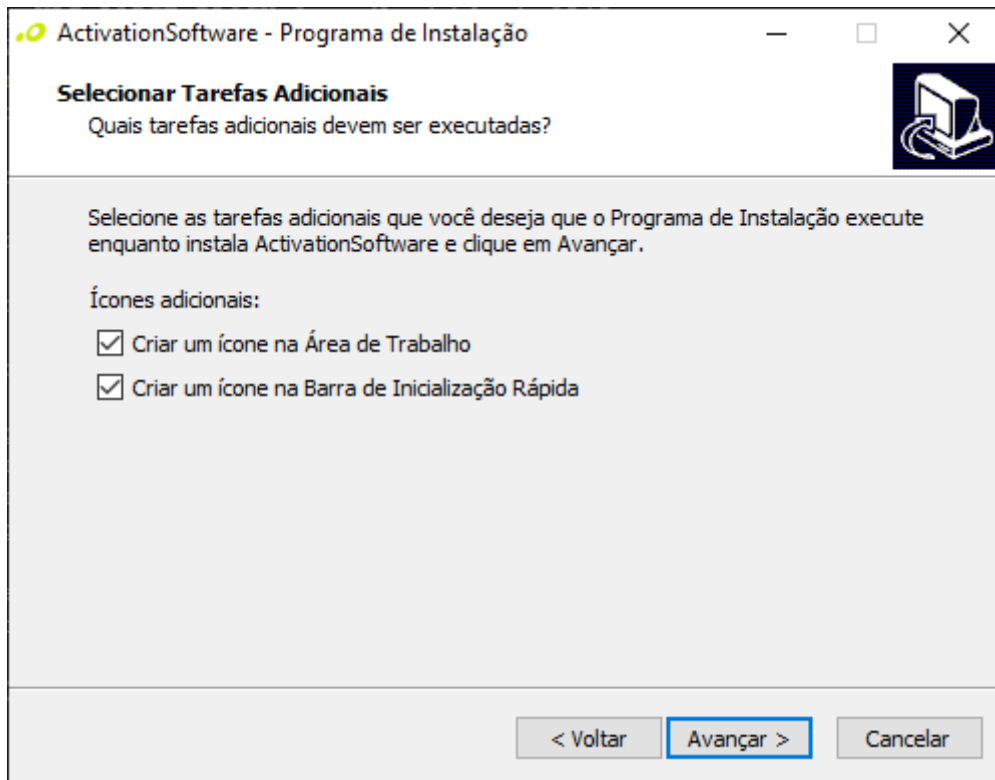 ActivationSoftware - Programa de Instalação
Selecionar Tarefas Adicionais
Quais tarefas adicionais devem ser executadas?
Selecione as tarefas adicionais que você deseja que o Programa de Instalação execute
enquanto instala ActivationSoftware e clique em Avançar.
Ícones adicionais:
Criar um ícone na Área de Trabalho
Criar um ícone na Barra de Inicialização Rápida
< Voltar
Avançar >
Cancelar